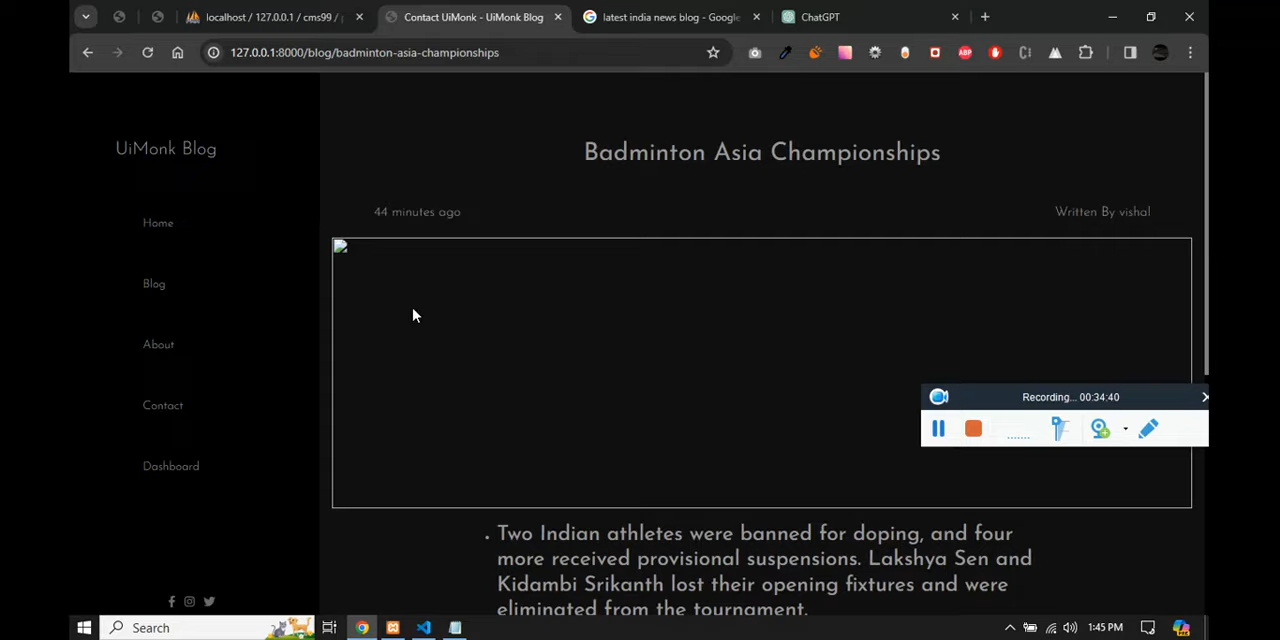 localhost / 127.0.0.1 / cms99 / p
Contact UiMonk - UiMonk Blog
latest india news blog - Google
ChatGPT
127.0.0.1:8000/blog/badminton-asia-championships
ABP
UiMonk Blog
Home
Blog
About
Contact
Dashboard
Badminton Asia Championships
44 minutes ago
Written By vishal
Recording... 00:34:40
• Two Indian athletes were banned for doping, and four
more received provisional suspensions. Lakshya Sen and
Kidambi Srikanth lost their opening fixtures and were
eliminated from the tournament.
Search
1:45 PM